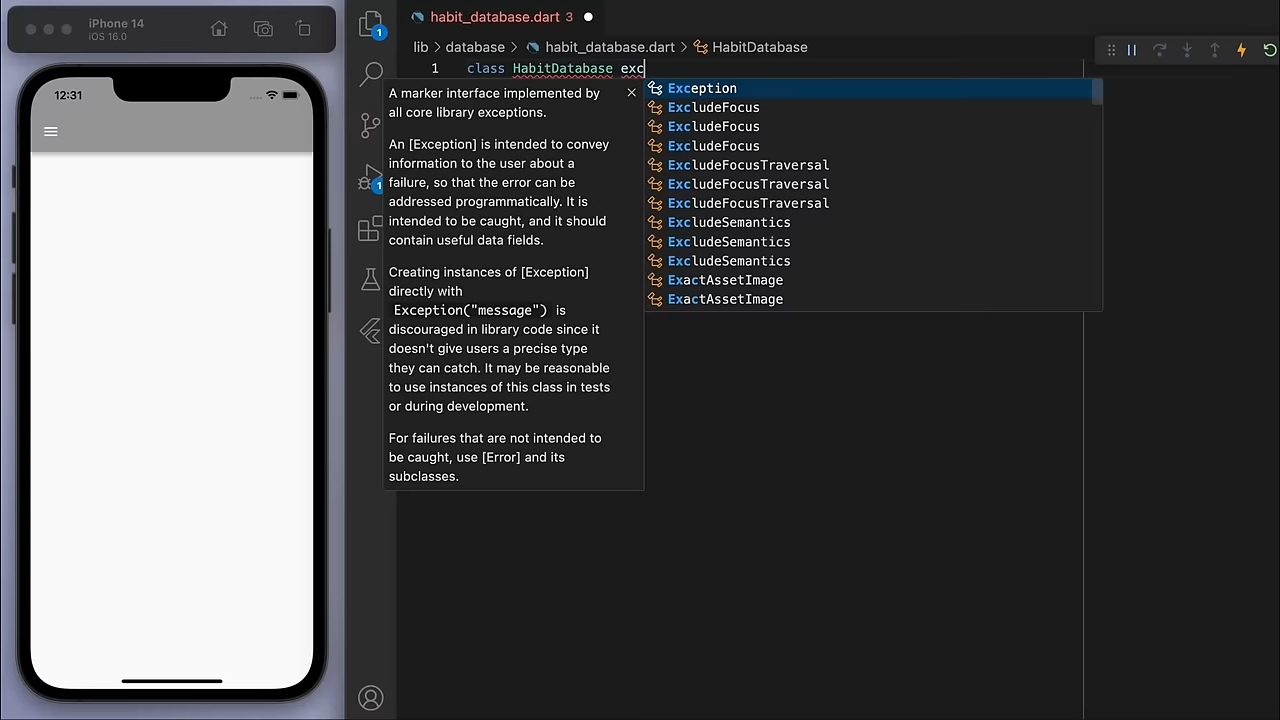 iPhone 14
iOS 16.0
12:31
1
1
habit_database.dart 3
lib > database > habit_database.dart > HabitDatabase
1 class HabitDatabase exc
A marker interface implemented by
all core library exceptions.
An [Exception] is intended to convey
information to the user about a
failure, so that the error can be
addressed programmatically. It is
intended to be caught, and it should
contain useful data fields.
Creating instances of [Exception]
directly with
Exception("message") is
discouraged in library code since it
doesn't give users a precise type
they can catch. It may be reasonable
to use instances of this class in tests
or during development.
For failures that are not intended to
be caught, use [Error] and its
subclasses.
Exception
ExcludeFocus
ExcludeFocus
ExcludeFocus
ExcludeFocusTraversal
ExcludeFocusTraversal
ExcludeFocusTraversal
ExcludeSemantics
ExcludeSemantics
ExcludeSemantics
ExactAssetImage
ExactAssetImage